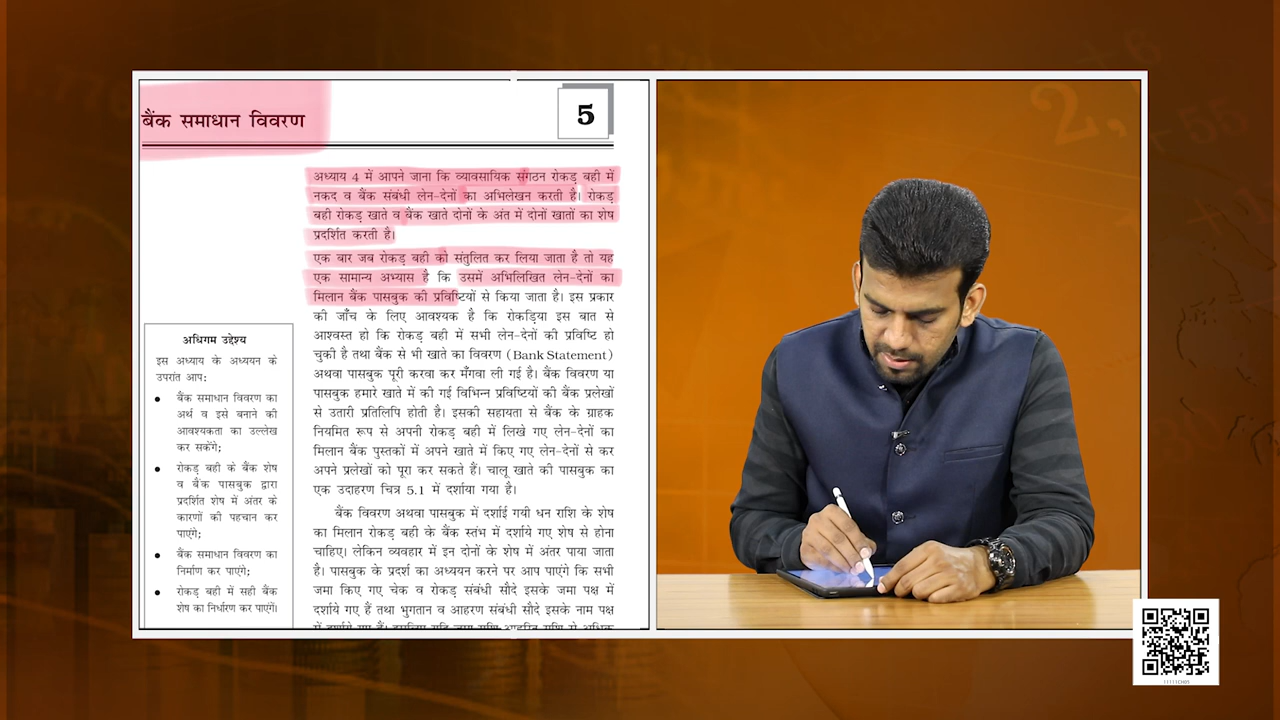 बैंक समाधान विवरण
5
अध्याय 4 में आपने जाना कि व्यावसायिक संगठन रोकड़ बही में
नकद व बैंक संबंधी लेन-देनों का अभिलेखन करती है। रोकड़
बही रोकड़ खाते व बैंक खाते दोनों के अंत में दोनों खातों का शेष
प्रदर्शित करती है।
एक बार जब रोकड़ बही को संतुलित कर लिया जाता है तो यह
एक सामान्य अभ्यास है कि उसमें अभिलिखित लेन-देनों का
मिलान बैंक पासबुक की प्रविष्टियों से किया जाता है। इस प्रकार
की जाँच के लिए आवश्यक है कि रोकड़िया इस बात से
आश्वस्त हो कि रोकड़ बही में सभी लेन-देनों की प्रविष्टि हो
चुकी है तथा बैंक से भी खाते का विवरण (Bank Statement)
अथवा पासबुक पूरी करवा कर मँगवा ली गई है। बैंक विवरण या
पासबुक हमारे खाते में की गई विभिन्न प्रविष्टियों की बैंक प्रलेखों
से उतारी प्रतिलिपि होती है। इसकी सहायता से बैंक के ग्राहक
नियमित रूप से अपनी रोकड़ बही में लिखे गए लेन-देनों का
मिलान बैंक पुस्तकों में अपने खाते में किए गए लेन-देनों से कर
अपने प्रलेखों को पूरा कर सकते हैं। चालू खाते की पासबुक का
एक उदाहरण चित्र 5.1 में दर्शाया गया है।
बैंक विवरण अथवा पासबुक में दर्शाई गयी धन राशि के शेष
का मिलान रोकड़ बही के बैंक स्तंभ में दर्शाये गए शेष से होना
चाहिए। लेकिन व्यवहार में इन दोनों के शेष में अंतर पाया जाता
है। पासबुक के प्रदर्श का अध्ययन करने पर आप पाएंगे कि सभी
जमा किए गए चेक व रोकड़ संबंधी सौदे इसके जमा पक्ष में
दर्शाये गए हैं तथा भुगतान व आहरण संबंधी सौदे इसके नाम पक्ष
अधिगम उद्देश्य
इस अध्याय के अध्ययन के
उपरांत आप:
● बैंक समाधान विवरण का
अर्थ व इसे बनाने की
आवश्यकता का उल्लेख
कर सकेंगे;
● रोकड़ बही के बैंक शेष
व बैंक पासबुक द्वारा
प्रदर्शित शेष में अंतर के
कारणों की पहचान कर
पाएंगे;
● बैंक समाधान विवरण का
निर्माण कर पाएंगे;
● रोकड़ बही में सही बैंक
शेष का निर्धारण कर पाएंगे।